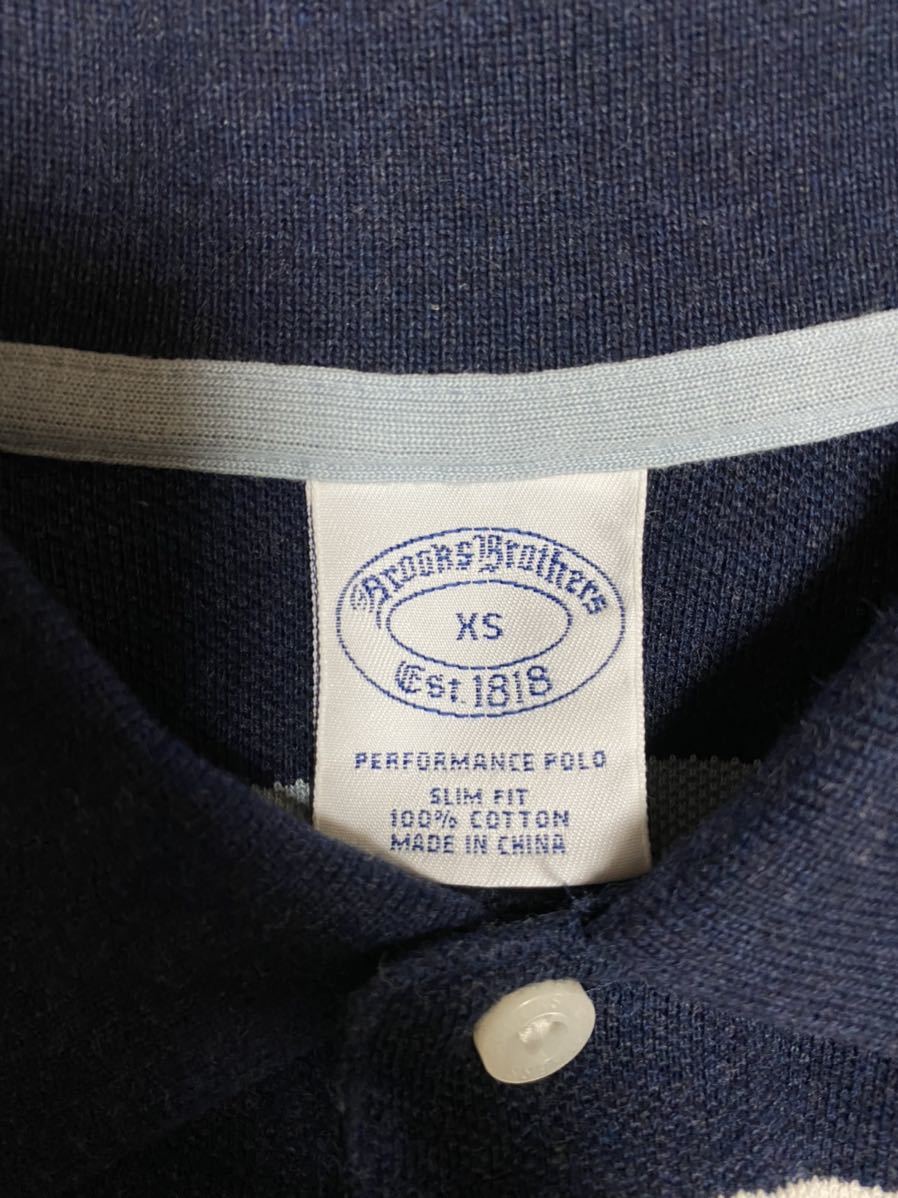 Brooks Brothers
XS
Est. 1818
PERFORMANCE POLO
SLIM FIT
100% COTTON
MADE IN CHINA